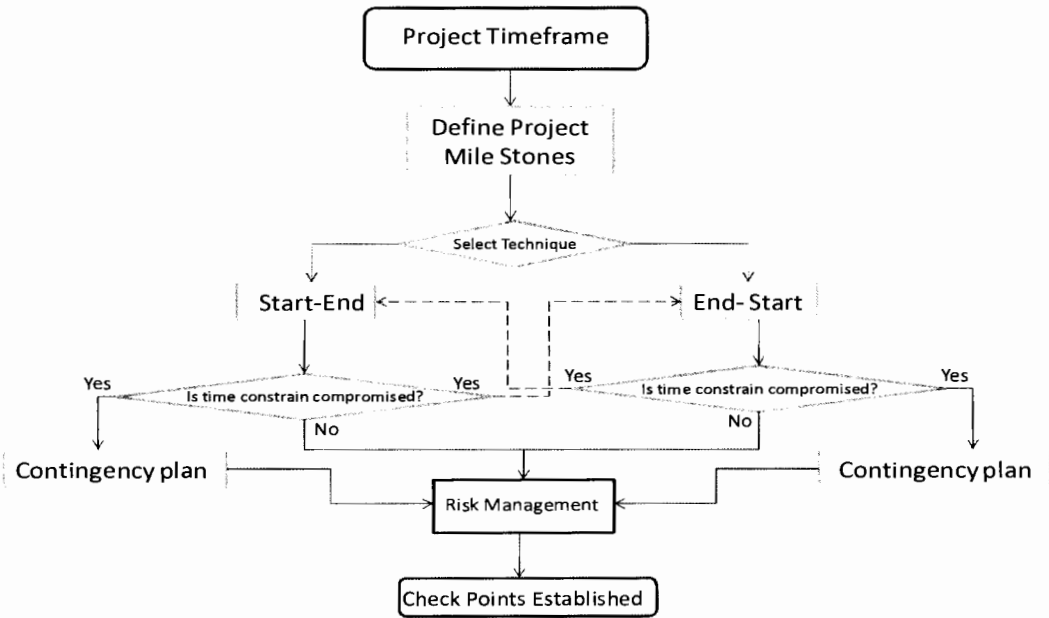 Project Timeframe
Define Project
Mile Stones
Select Technique
Start-End
End- Start
Yes
Is time constrain compromised?
Yes
No
Yes
Is time constrain compromised?
Yes
No
Contingency plan
Contingency plan
Risk Management
Check Points Established